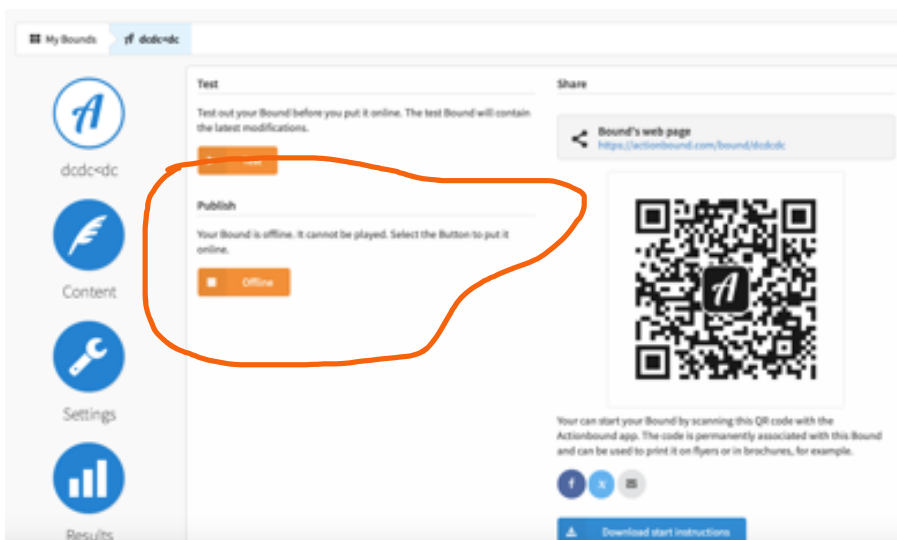 My Bounds
dcdc<dc
dcdc<dc
Content
Settings
Results
Test
Test out your Bound before you put it online. The test Bound will contain
the latest modifications.
Test
Publish
Your Bound is offline. It cannot be played. Select the Button to put it
online.
Offline
Share
Bound's web page
https://actionbound.com/bound/dcdcdc
Your can start your Bound by scanning this QR code with the
Actionbound app. The code is permanently associated with this Bound
and can be used to print it on flyers or in brochures, for example.
Download start instructions